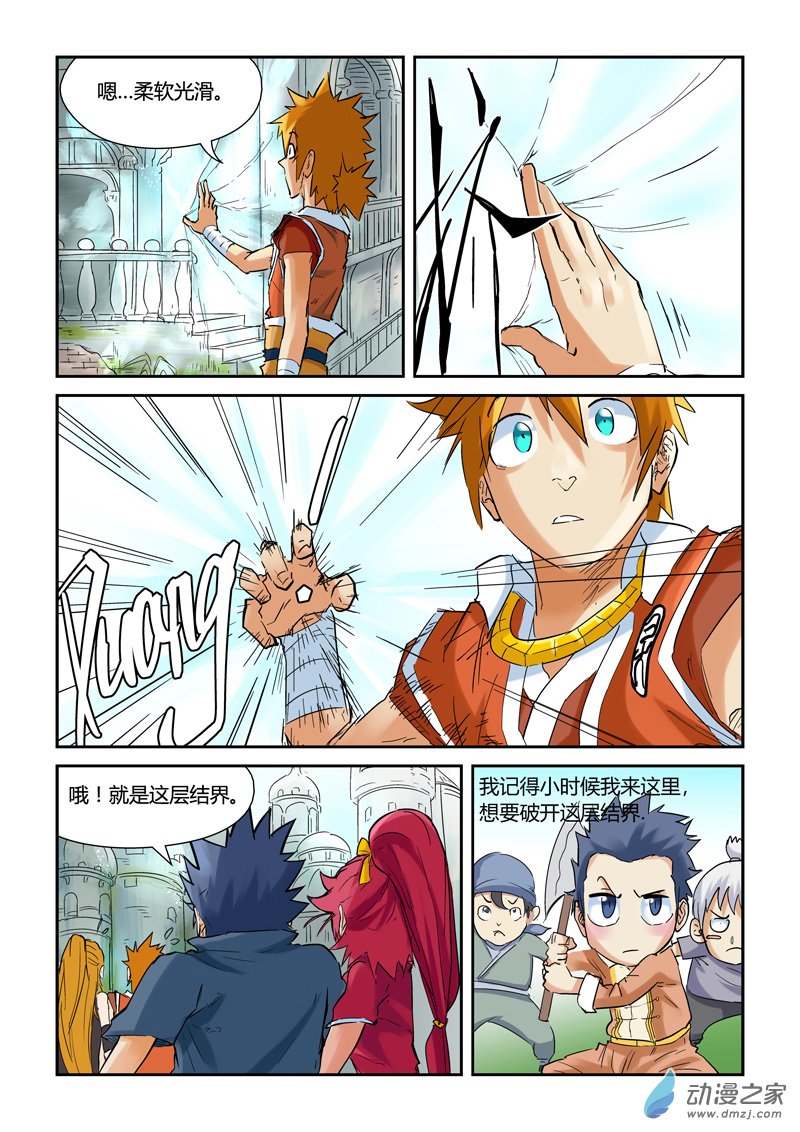 嗯…柔软光滑。
Duang
哦！就是这层结界。
我记得小时候我来这里，
想要破开这层结界.
动漫之家
www.dmzj.com